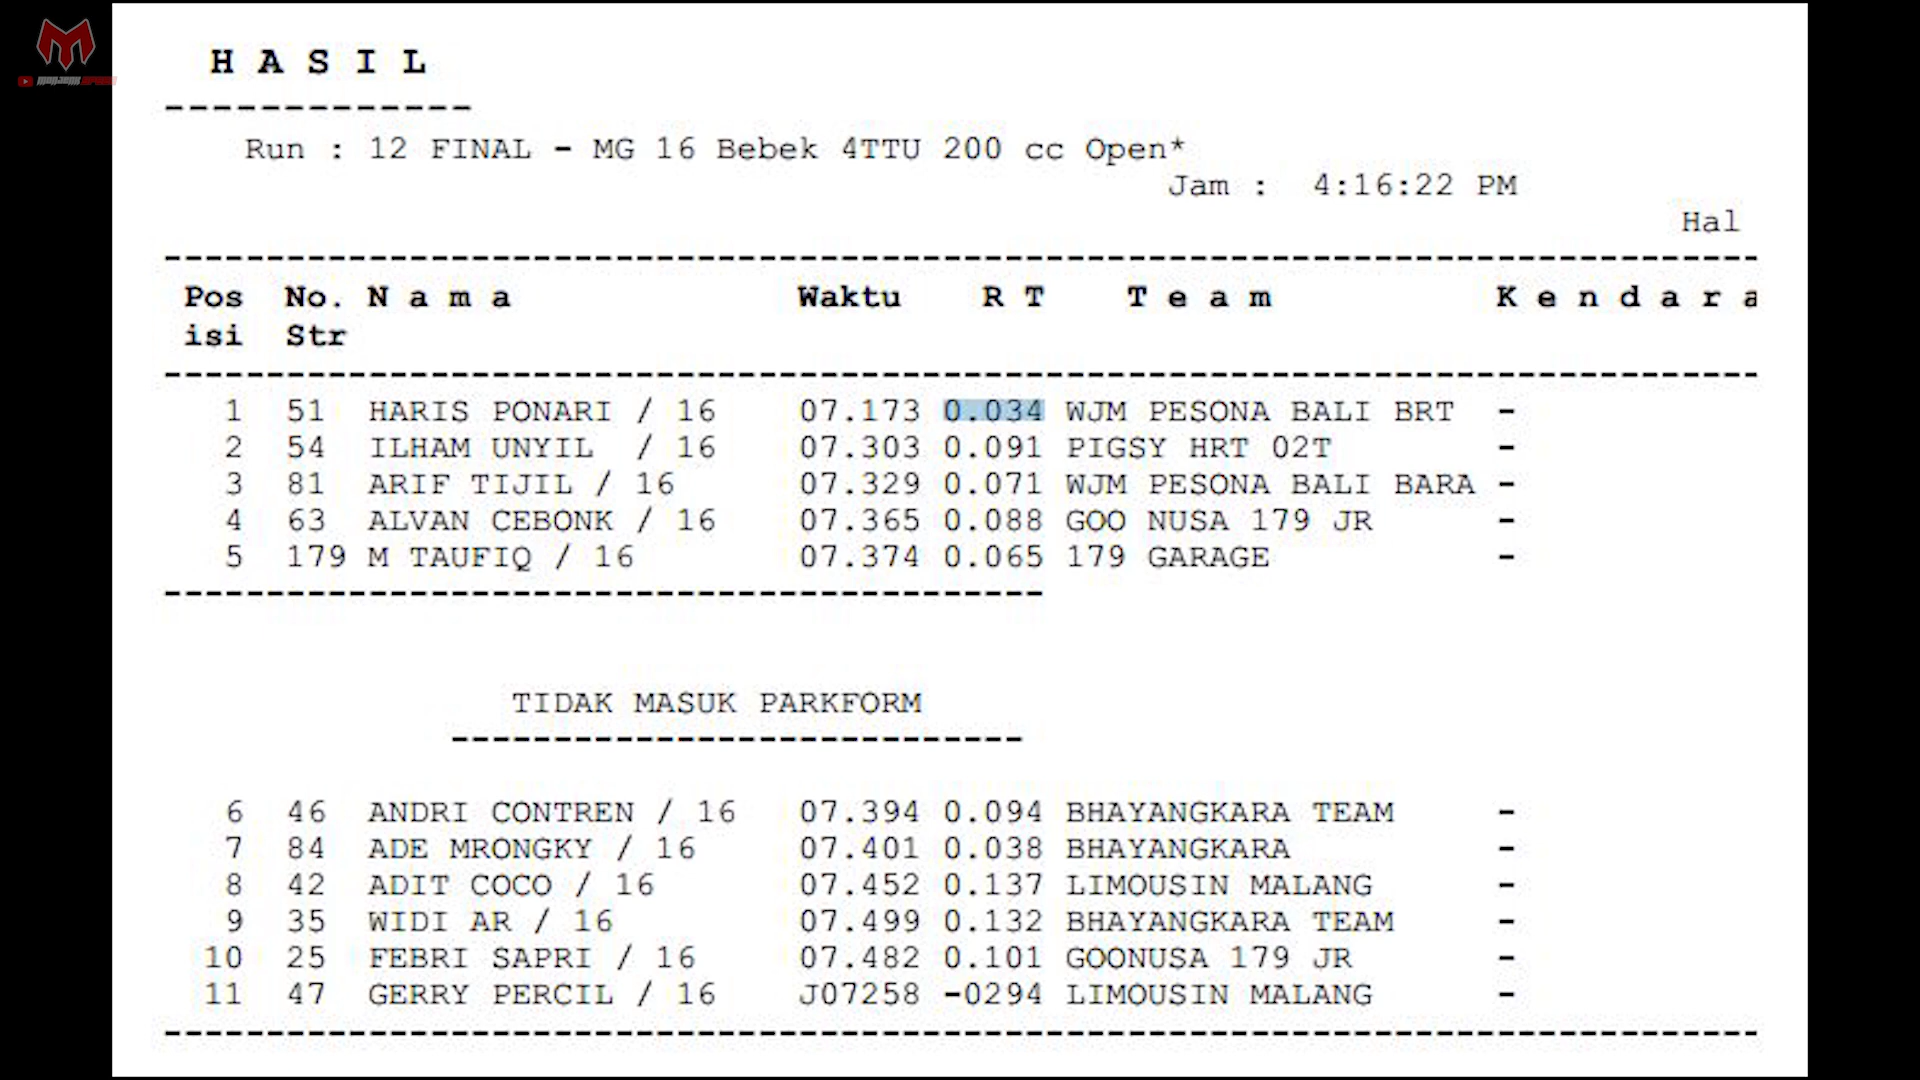 H A S I L
-------------
Run : 12 FINAL - MG 16 Bebek 4TTU 200 cc Open*
Jam : 4:16:22 PM
Hal
Pos No. N a m a Waktu R T T e a m K e n d a r a
isi Str
1 51 HARIS PONARI / 16 07.173 0.034 WJM PESONA BALI BRT -
2 54 ILHAM UNYIL / 16 07.303 0.091 PIGSY HRT 02T -
3 81 ARIF TIJIL / 16 07.329 0.071 WJM PESONA BALI BARA -
4 63 ALVAN CEBONK / 16 07.365 0.088 GOO NUSA 179 JR -
5 179 M TAUFIQ / 16 07.374 0.065 179 GARAGE -
TIDAK MASUK PARKFORM
6 46 ANDRI CONTREN / 16 07.394 0.094 BHAYANGKARA TEAM -
7 84 ADE MRONGKY / 16 07.401 0.038 BHAYANGKARA -
8 42 ADIT COCO / 16 07.452 0.137 LIMOUSIN MALANG -
9 35 WIDI AR / 16 07.499 0.132 BHAYANGKARA TEAM -
10 25 FEBRI SAPRI / 16 07.482 0.101 GOONUSA 179 JR -
11 47 GERRY PERCIL / 16 J07258 -0294 LIMOUSIN MALANG -